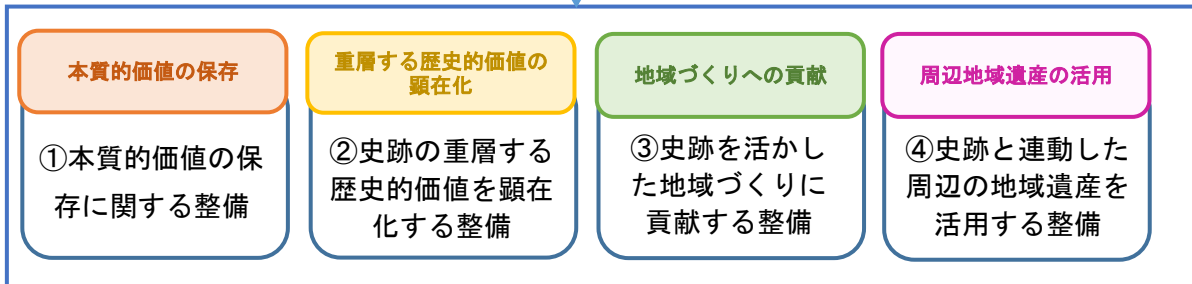 本質的価値の保存
①本質的価値の保
存に関する整備
重層する歴史的価値の
顕在化
②史跡の重層する
歴史的価値を顕在
化する整備
地域づくりへの貢献
③史跡を活かし
た地域づくりに
貢献する整備
周辺地域遺産の活用
④史跡と連動した
周辺の地域遺産を
活用する整備